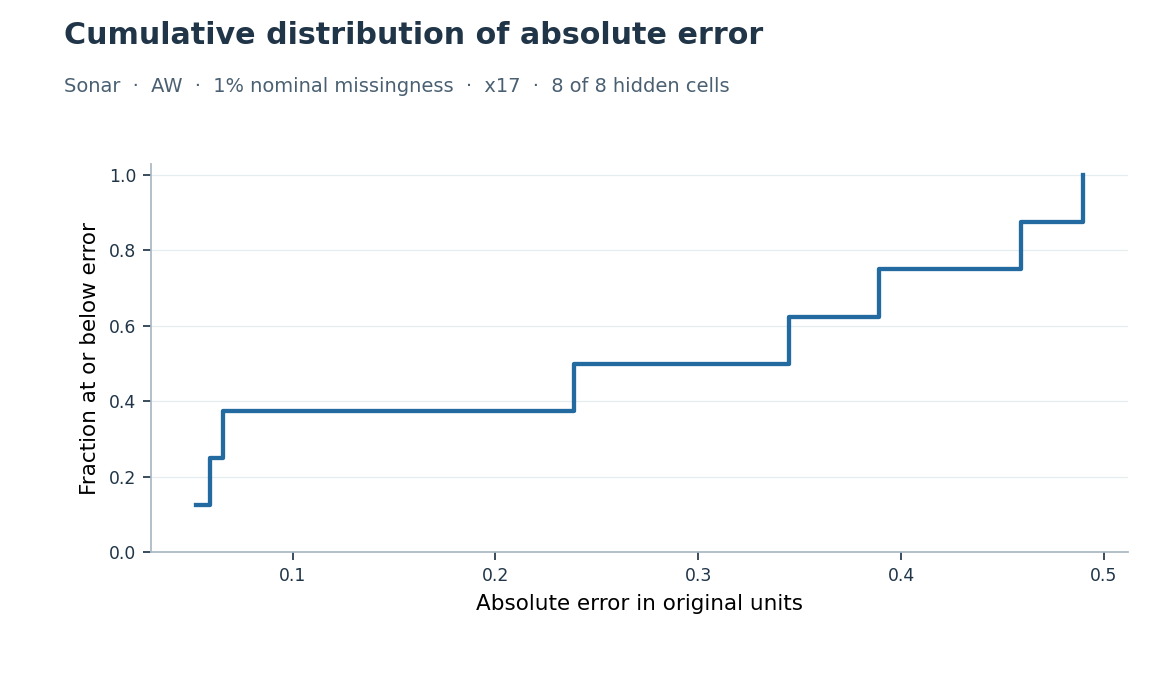 Cumulative distribution of absolute error
Sonar · AW · 1% nominal missingness · x17 · 8 of 8 hidden cells
Fraction at or below error
1.0
0.8
0.6
0.4
0.2
0.0
0.1 0.2 0.3 0.4 0.5
Absolute error in original units